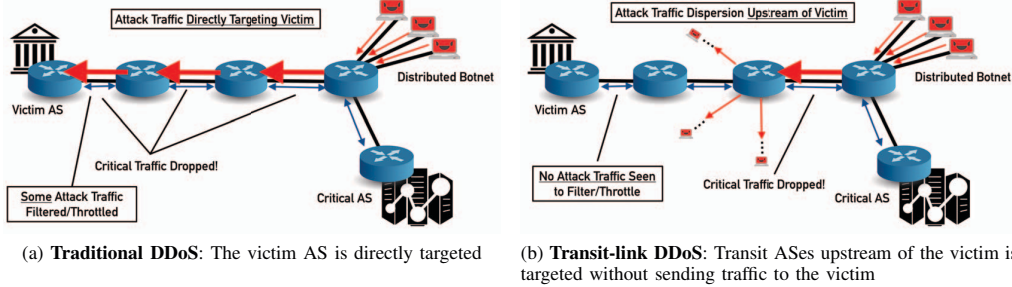 Attack Traffic Directly Targeting Victim
Distributed Botnet
Victim AS
Critical Traffic Dropped!
Critical AS
Some Attack Traffic
Filtered/Throttled
(a) Traditional DDoS: The victim AS is directly targeted
Attack Traffic Dispersion Upstream of Victim
Distributed Botnet
Victim AS
No Attack Traffic Seen
to Filter/Throttle
Critical Traffic Dropped!
Critical AS
(b) Transit-link DDoS: Transit ASes upstream of the victim is
targeted without sending traffic to the victim